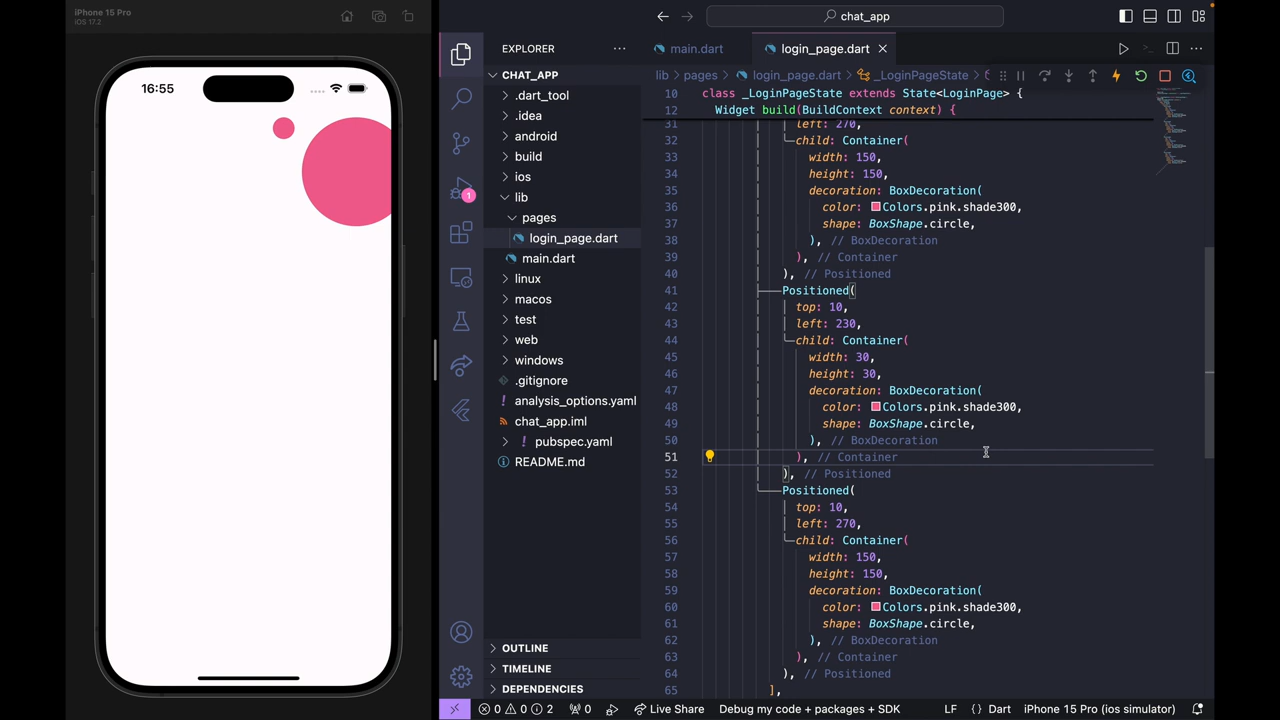 iPhone 15 Pro
iOS 17.2
16:55
chat_app
EXPLORER
CHAT_APP
.dart_tool
.idea
android
build
ios
lib
pages
login_page.dart
main.dart
linux
macos
test
web
windows
.gitignore
analysis_options.yaml
chat_app.iml
! pubspec.yaml
README.md
OUTLINE
TIMELINE
DEPENDENCIES
1
main.dart
login_page.dart
lib > pages > login_page.dart > _LoginPageState >
10 class _LoginPageState extends State<LoginPage> {
12 Widget build(BuildContext context) {
31 left: 270,
32 child: Container(
33 width: 150,
34 height: 150,
35 decoration: BoxDecoration(
36 color: Colors.pink.shade300,
37 shape: BoxShape.circle,
38 ), // BoxDecoration
39 ), // Container
40 ), // Positioned
41 Positioned(
42 top: 10,
43 left: 230,
44 child: Container(
45 width: 30,
46 height: 30,
47 decoration: BoxDecoration(
48 color: Colors.pink.shade300,
49 shape: BoxShape.circle,
50 ), // BoxDecoration
51 ), // Container
52 ), // Positioned
53 Positioned(
54 top: 10,
55 left: 270,
56 child: Container(
57 width: 150,
58 height: 150,
59 decoration: BoxDecoration(
60 color: Colors.pink.shade300,
61 shape: BoxShape.circle,
62 ), // BoxDecoration
63 ), // Container
64 ), // Positioned
65 ],
0 0 2 0 Live Share Debug my code + packages + SDK LF {} Dart iPhone 15 Pro (ios simulator)